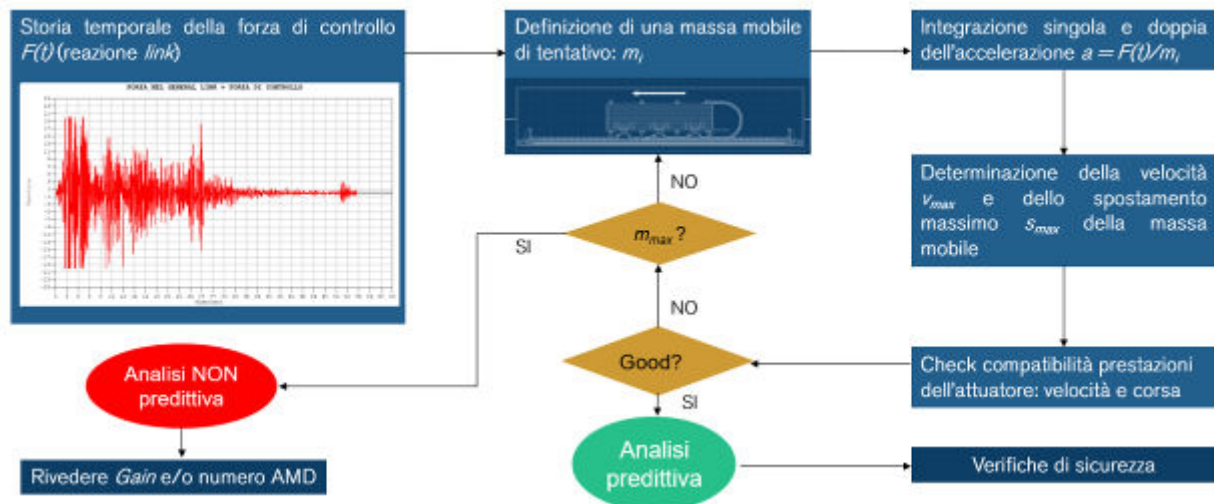 Storia temporale della forza di controllo
F(t) (reazione link)
FORZA NEL GENERAL LINK = FORZA DI CONTROLLO
Definizione di una massa mobile
di tentativo: mi
Integrazione singola e doppia
dell'accelerazione a = F(t)/mi
Determinazione della velocità
vmax e dello spostamento
massimo smax della massa
mobile
NO
mmax ?
SI
NO
Good?
Check compatibilità prestazioni
dell'attuatore: velocità e corsa
SI
Analisi NON
predittiva
Analisi
predittiva
Rivedere Gain e/o numero AMD
Verifiche di sicurezza